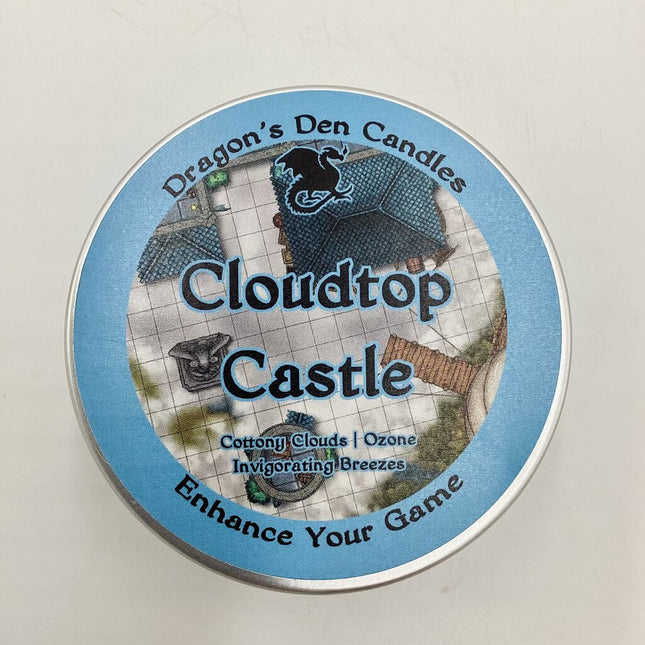 Dragon's Den Candles
Cloudtop
Castle
Cottony Clouds | Ozone
Invigorating Breezes
Enhance Your Game